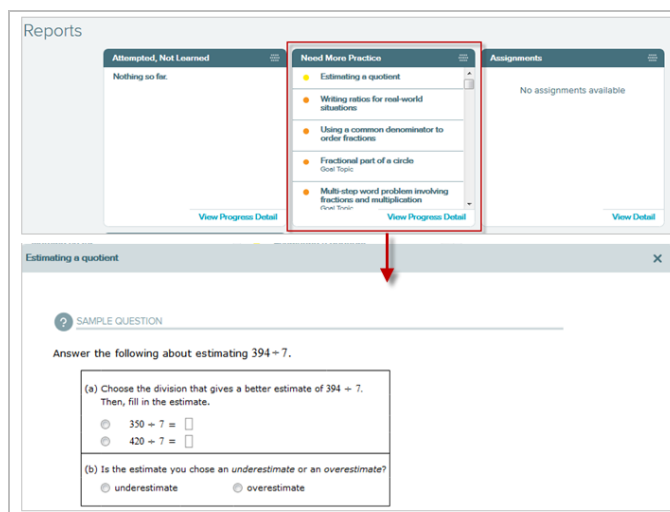 Reports
Attempted, Not Learned
Nothing so far.
View Progress Detail
Need More Practice
Estimating a quotient
Writing ratios for real-world
situations
Using a common denominator to
order fractions
Fractional part of a circle
Goel Topic
Multi-step word problem involving
fractions and multiplication
Goel Topic
View Progress Detail
Assignments
No assignments available
View Detail
Estimating a quotient
×
? SAMPLE QUESTION
Answer the following about estimating 394 ÷ 7.
(a) Choose the division that gives a better estimate of 394 ÷ 7.
Then, fill in the estimate.
350 ÷ 7 =
420 ÷ 7 =
(b) Is the estimate you chose an underestimate or an overestimate?
underestimate overestimate